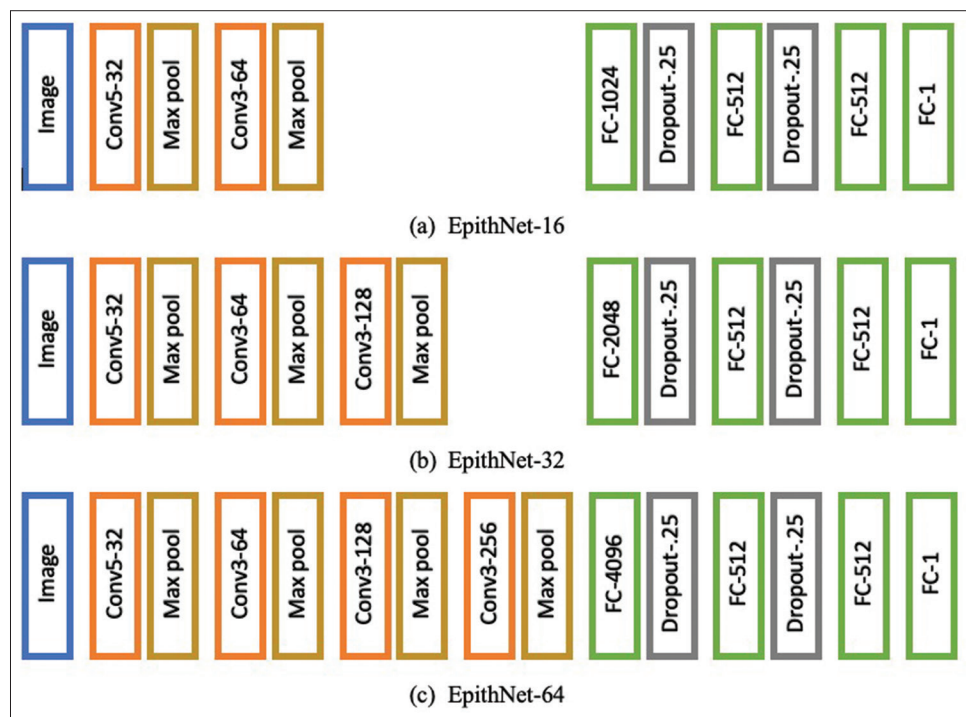 Image
Conv5-32
Max pool
Conv3-64
Max pool
FC-1024
Dropout-.25
FC-512
Dropout-.25
FC-512
FC-1
(a) EpithNet-16
Image
Conv5-32
Max pool
Conv3-64
Max pool
Conv3-128
Max pool
FC-2048
Dropout-.25
FC-512
Dropout-.25
FC-512
FC-1
(b) EpithNet-32
Image
Conv5-32
Max pool
Conv3-64
Max pool
Conv3-128
Max pool
Conv3-256
Max pool
FC-4096
Dropout-.25
FC-512
Dropout-.25
FC-512
FC-1
(c) EpithNet-64